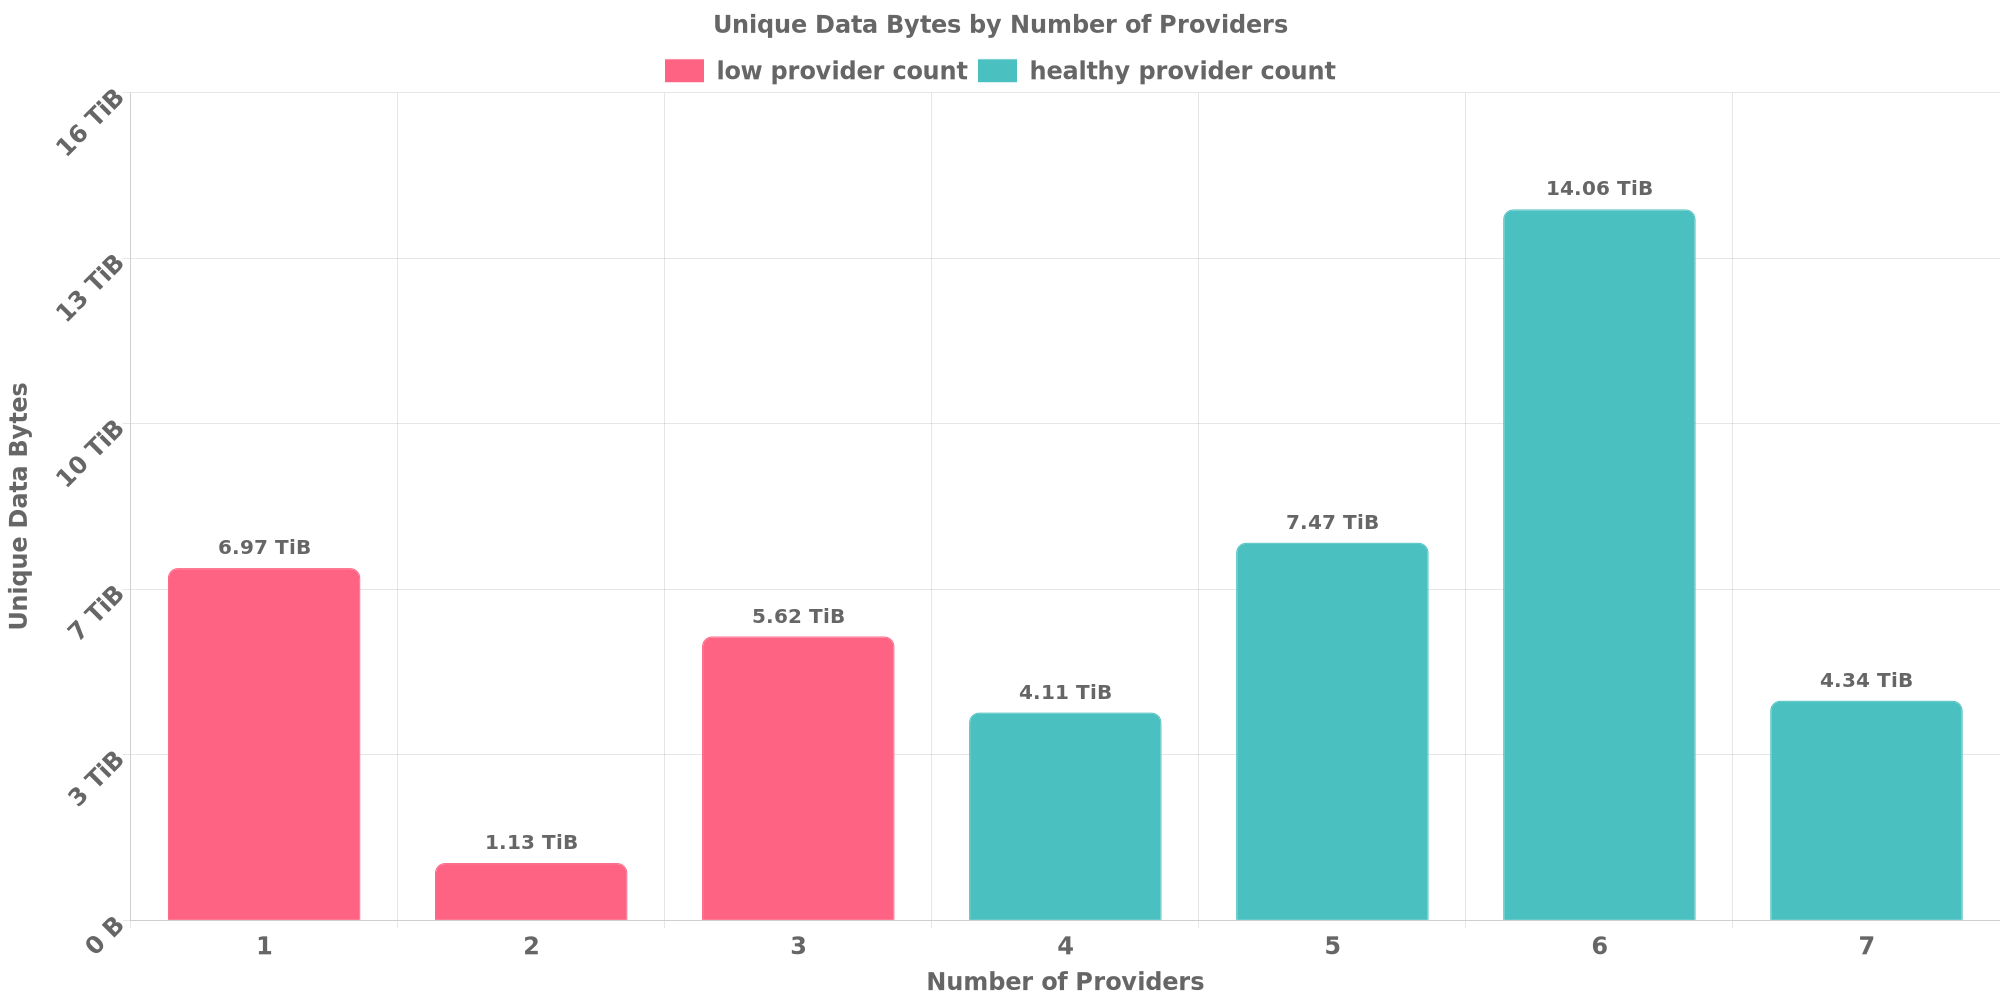 Unique Data Bytes by Number of Providers
low provider count healthy provider count
16 TiB
13 TiB
10 TiB
7 TiB
3 TiB
0 B
Unique Data Bytes
6.97 TiB
1.13 TiB
5.62 TiB
4.11 TiB
7.47 TiB
14.06 TiB
4.34 TiB
1 2 3 4 5 6 7
Number of Providers